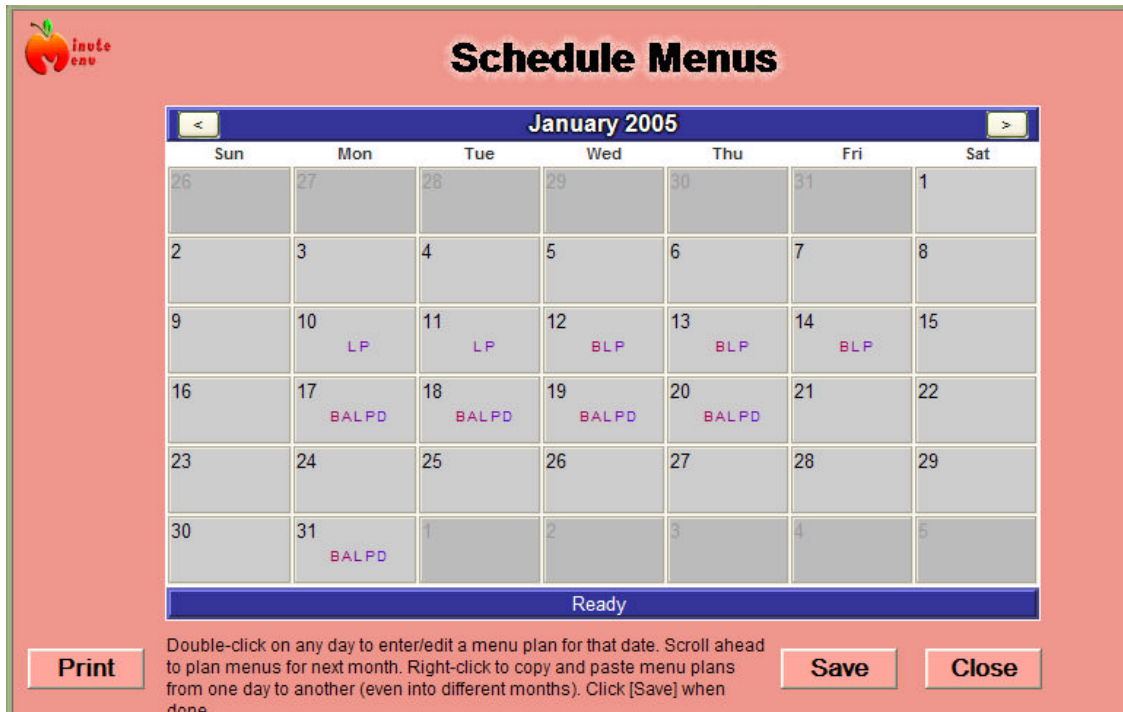 inute
enu
Schedule Menus
< January 2005 >
Sun Mon Tue Wed Thu Fri Sat
26 27 28 29 30 31 1
2 3 4 5 6 7 8
9 10 11 12 13 14 15
LP LP BLP BLP BLP
16 17 18 19 20 21 22
BALPD BALPD BALPD BALPD
23 24 25 26 27 28 29
30 31 1 2 3 4 5
BALPD
Ready
Double-click on any day to enter/edit a menu plan for that date. Scroll ahead
to plan menus for next month. Right-click to copy and paste menu plans
from one day to another (even into different months). Click [Save] when
done
Print
Save
Close